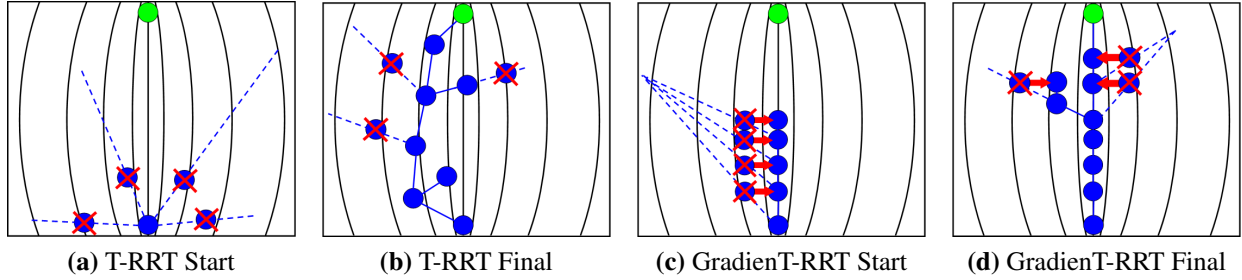 (a) T-RRT Start
(b) T-RRT Final
(c) GradienT-RRT Start
(d) GradienT-RRT Final